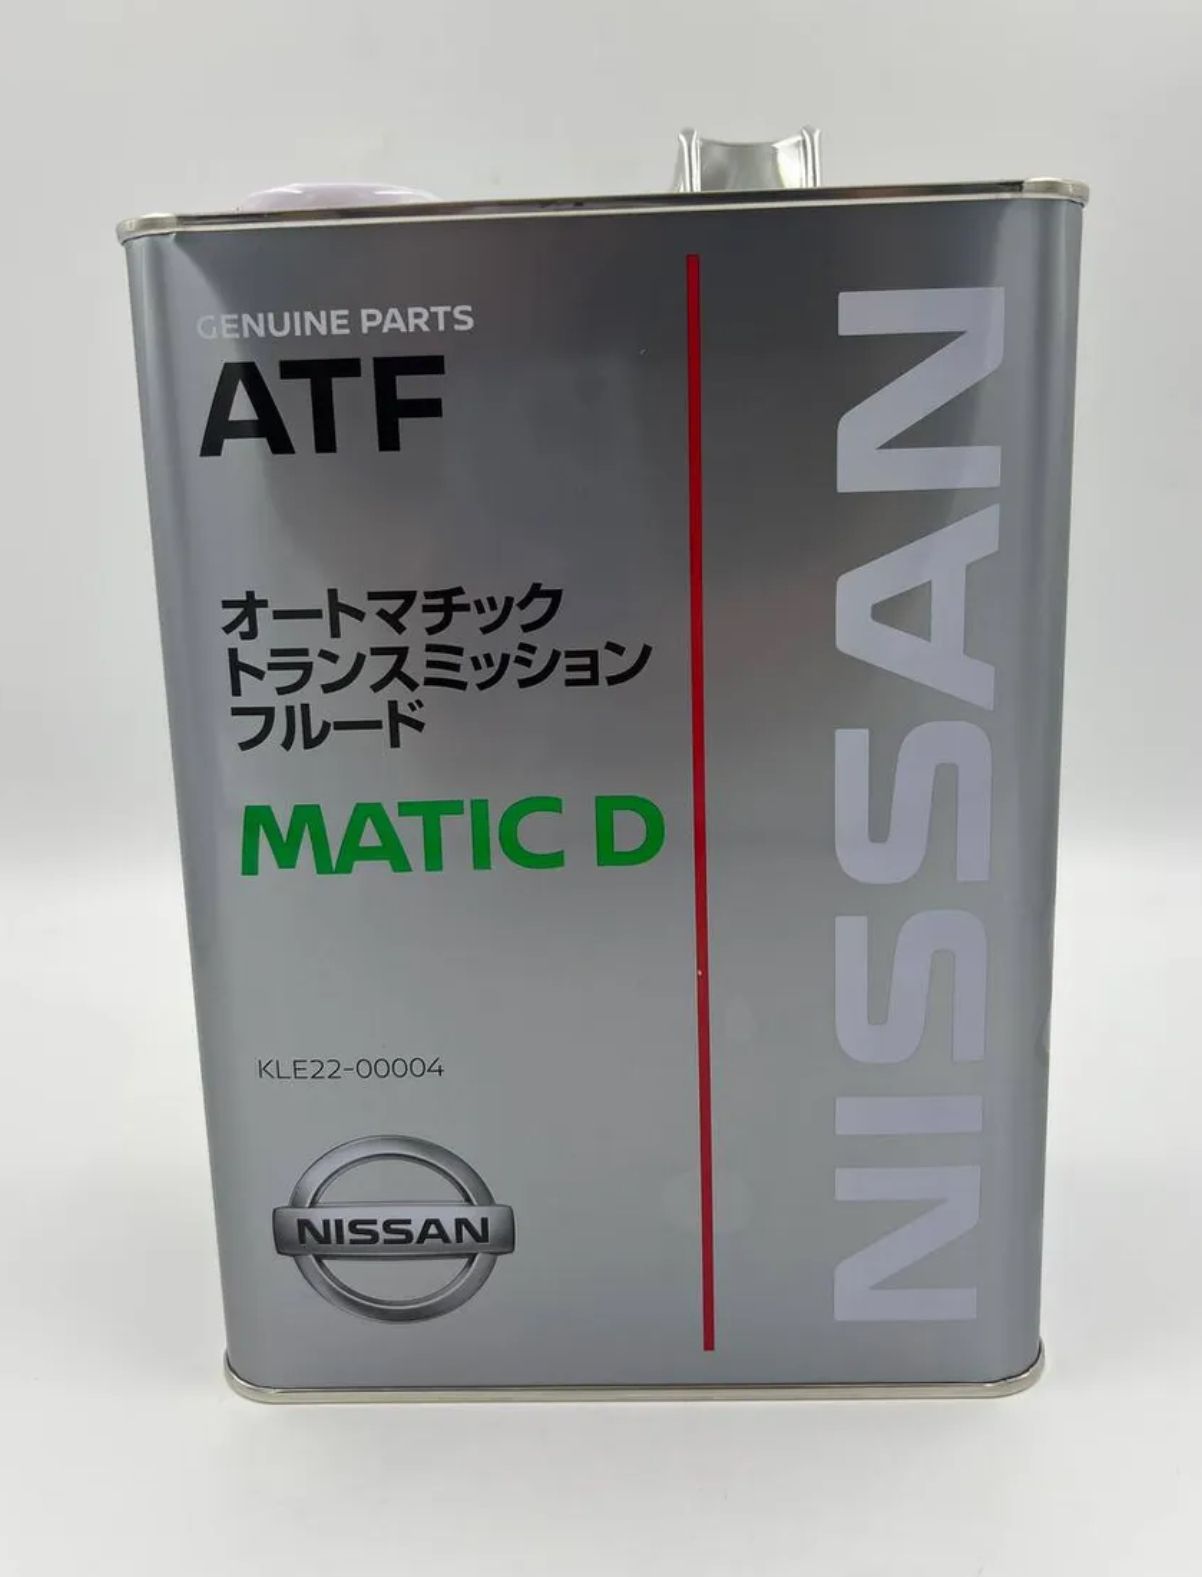 GENUINE PARTS
ATF
オートマチック
トランスミッション
フルード
MATIC D
KLE22-00004
NISSAN
NISSAN